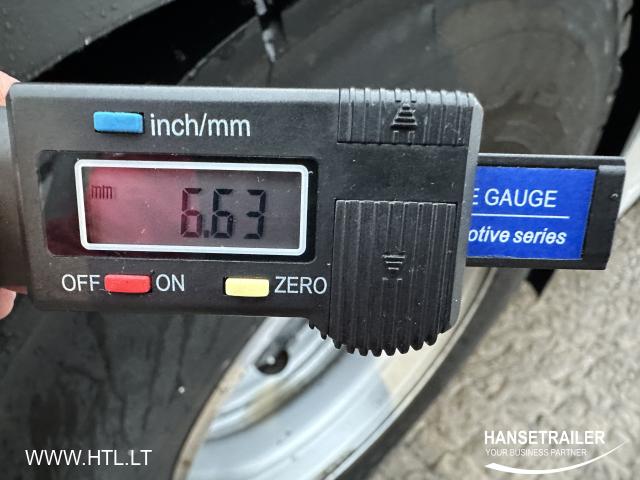 inch/mm
mm
6.63
OFF ON ZERO
E GAUGE
otive series
WWW.HTL.LT
HANSETRAILER
YOUR BUSINESS PARTNER